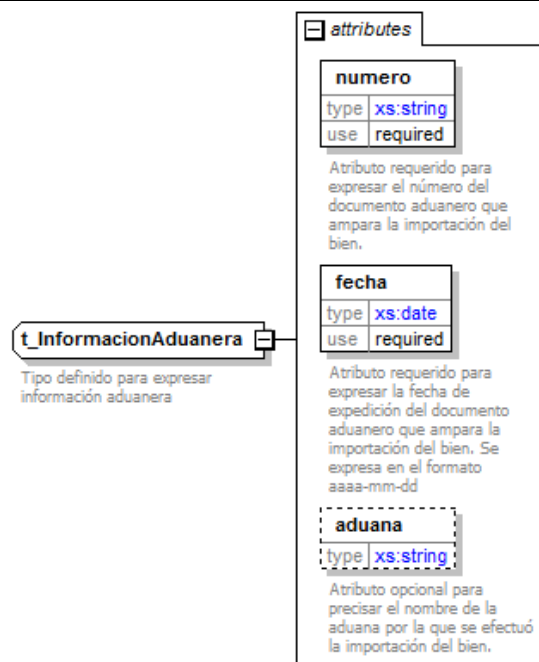 attributes
numero
type xs:string
use required
Atributo requerido para
expresar el número del
documento aduanero que
ampara la importación del
bien.
fecha
type xs:date
use required
Atributo requerido para
expresar la fecha de
expedición del documento
aduanero que ampara la
importación del bien. Se
expresa en el formato
aaaa-mm-dd
t_InformacionAduanera
Tipo definido para expresar
información aduanera
aduana
type xs:string
Atributo opcional para
precisar el nombre de la
aduana por la que se efectuó
la importación del bien.